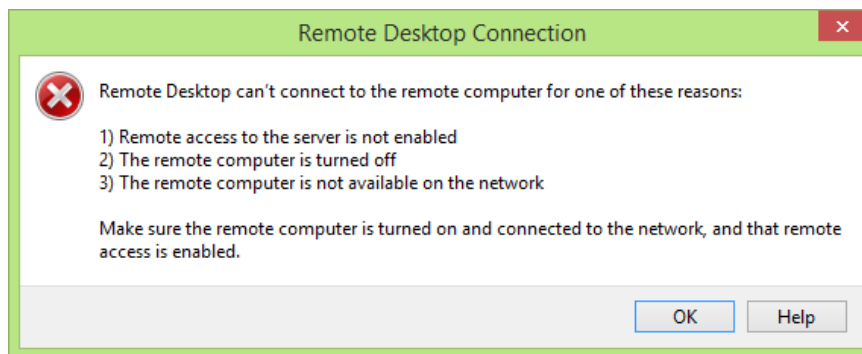 Remote Desktop Connection
Remote Desktop can't connect to the remote computer for one of these reasons:
1) Remote access to the server is not enabled
2) The remote computer is turned off
3) The remote computer is not available on the network
Make sure the remote computer is turned on and connected to the network, and that remote
access is enabled.
OK
Help